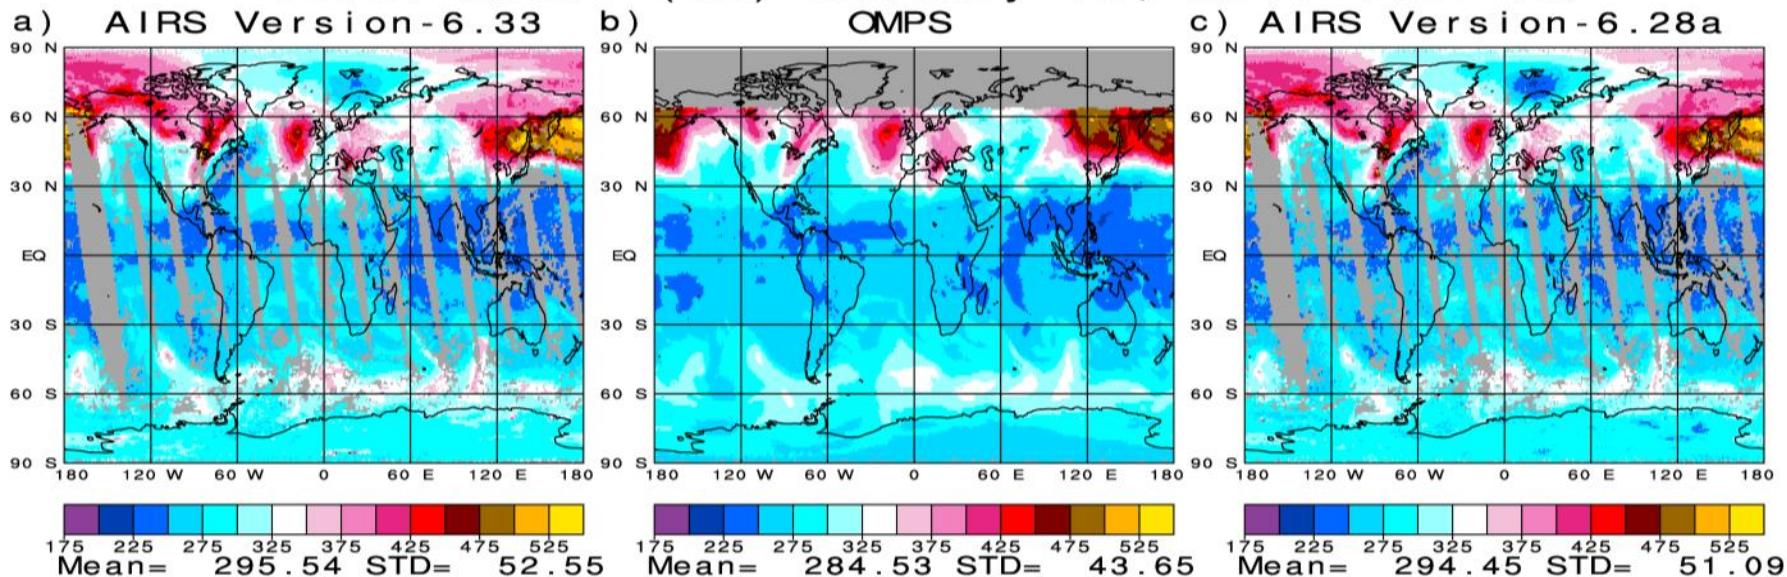 a) AIRS Version-6.33
b) OMPS
c) AIRS Version-6.28a
90 N 60 N 30 N EQ 30 S 60 S 90 S
180 120 W 60 W 0 60 E 120 E 180
90 N 60 N 30 N EQ 30 S 60 S 90 S
180 120 W 60 W 0 60 E 120 E 180
90 N 60 N 30 N EQ 30 S 60 S 90 S
180 120 W 60 W 0 60 E 120 E 180
175 225 275 325 375 425 475 525
Mean= 295.54 STD= 52.55
175 225 275 325 375 425 475 525
Mean= 284.53 STD= 43.65
175 225 275 325 375 425 475 525
Mean= 294.45 STD= 51.09